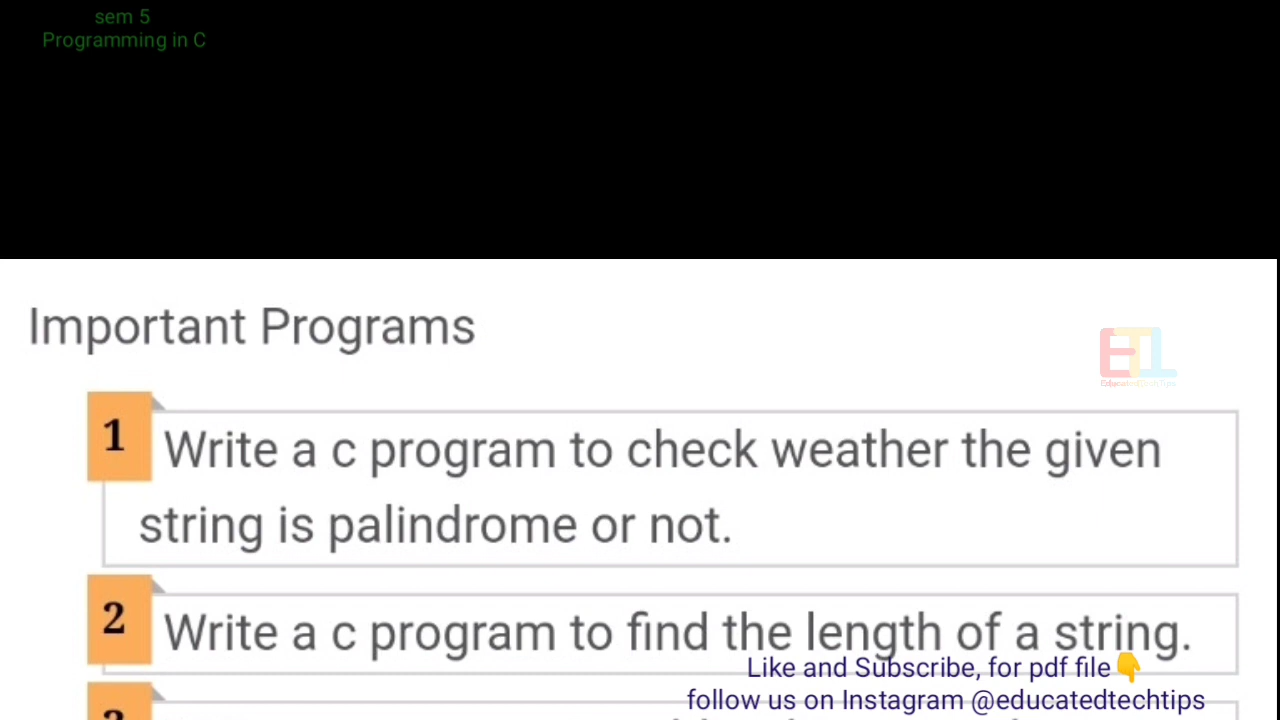 sem 5
Programming in C
Important Programs
1
Write a c program to check weather the given
string is palindrome or not.
2
Write a c program to find the length of a string.
Like and Subscribe, for pdf file👇
follow us on Instagram @educatedtechtips